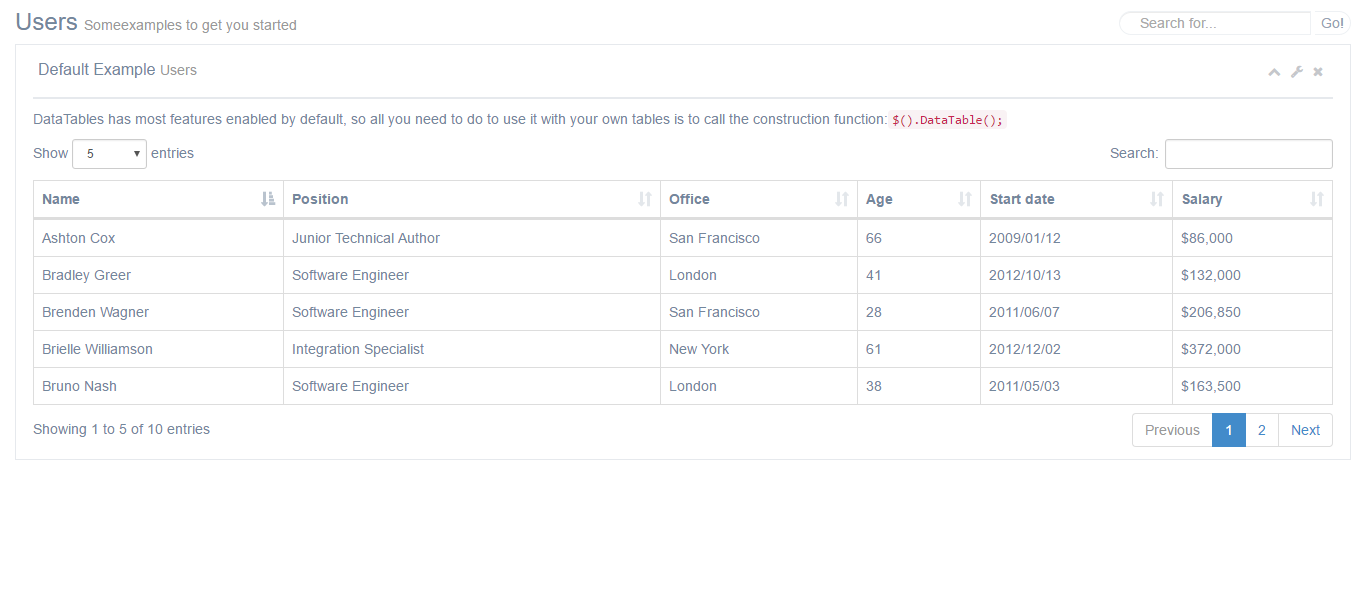 Users Someexamples to get you started Search for... Go!
Default Example Users
DataTables has most features enabled by default, so all you need to do to use it with your own tables is to call the construction function: $().DataTable();
Show 5 entries Search:
Name Position Office Age Start date Salary
Ashton Cox Junior Technical Author San Francisco 66 2009/01/12 $86,000
Bradley Greer Software Engineer London 41 2012/10/13 $132,000
Brenden Wagner Software Engineer San Francisco 28 2011/06/07 $206,850
Brielle Williamson Integration Specialist New York 61 2012/12/02 $372,000
Bruno Nash Software Engineer London 38 2011/05/03 $163,500
Showing 1 to 5 of 10 entries Previous 1 2 Next